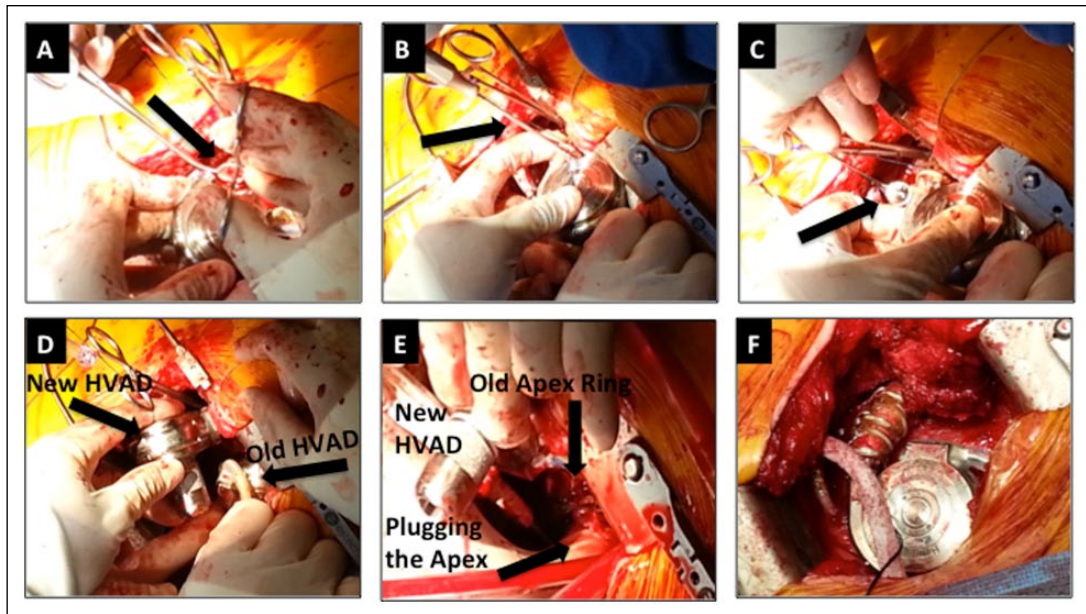 A
B
C
D
New HVAD
Old HVAD
E
Old Apex Ring
New
HVAD
Plugging
the Apex
F